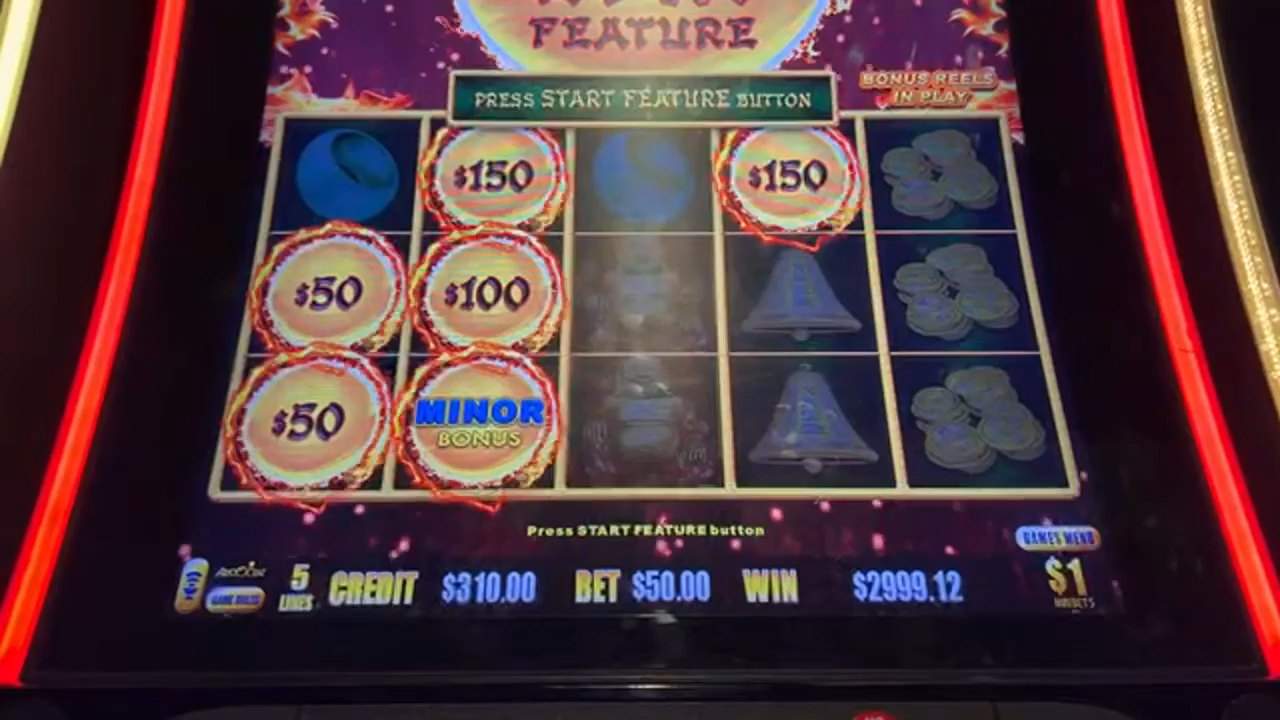 FEATURE
PRESS START FEATURE BUTTON
BONUS REELS
IN PLAY
$150
$150
$50
$100
$50
MINOR
BONUS
Press START FEATURE button
GAMES MENU
5
LINES
CREDIT $310.00 BET $50.00 WIN $2999.12
$1